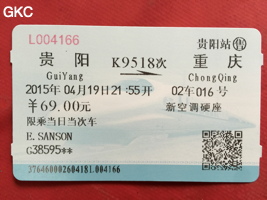 GKC
L004166 贵阳站售
贵阳 K9518次 重庆
GuiYang ChongQing
2015年04月19日21:55开 02车016号
￥69.00元 新空调硬座
限乘当日当次车
E.SANSON
G38595**
376460002604181.004166